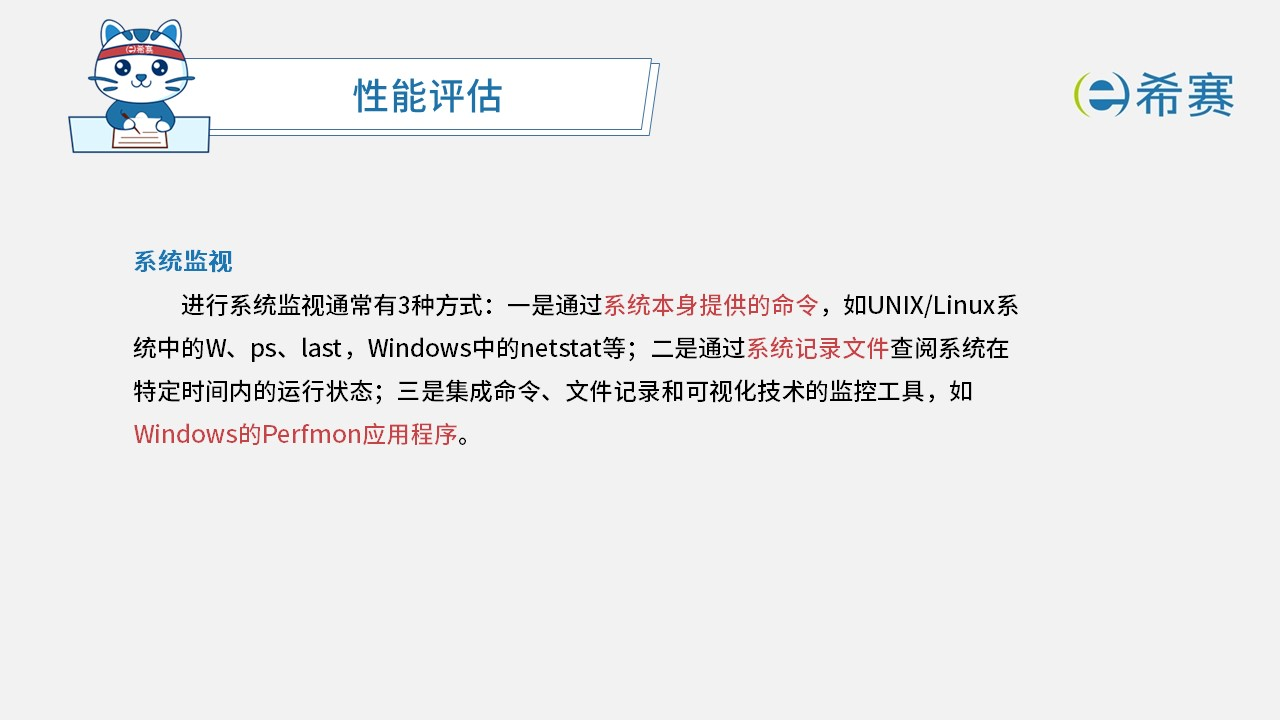 希赛
性能评估
希赛
系统监视
进行系统监视通常有3种方式：一是通过系统本身提供的命令，如UNIX/Linux系
统中的W、ps、last，Windows中的netstat等；二是通过系统记录文件查阅系统在
特定时间内的运行状态；三是集成命令、文件记录和可视化技术的监控工具，如
Windows的Perfmon应用程序。